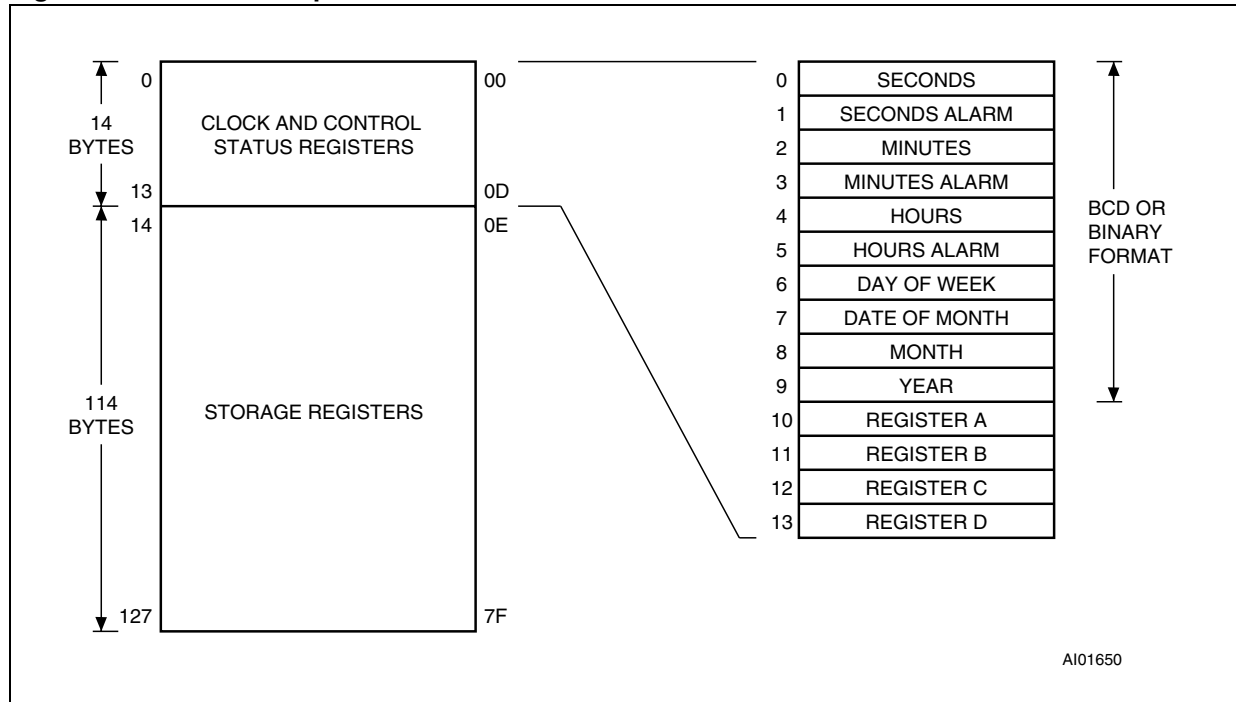 0
00
14
BYTES
CLOCK AND CONTROL
STATUS REGISTERS
13
0D
14
0E
114
BYTES
STORAGE REGISTERS
127
7F
0 SECONDS
1 SECONDS ALARM
2 MINUTES
3 MINUTES ALARM
4 HOURS
5 HOURS ALARM
6 DAY OF WEEK
7 DATE OF MONTH
8 MONTH
9 YEAR
10 REGISTER A
11 REGISTER B
12 REGISTER C
13 REGISTER D
BCD OR
BINARY
FORMAT
AI01650